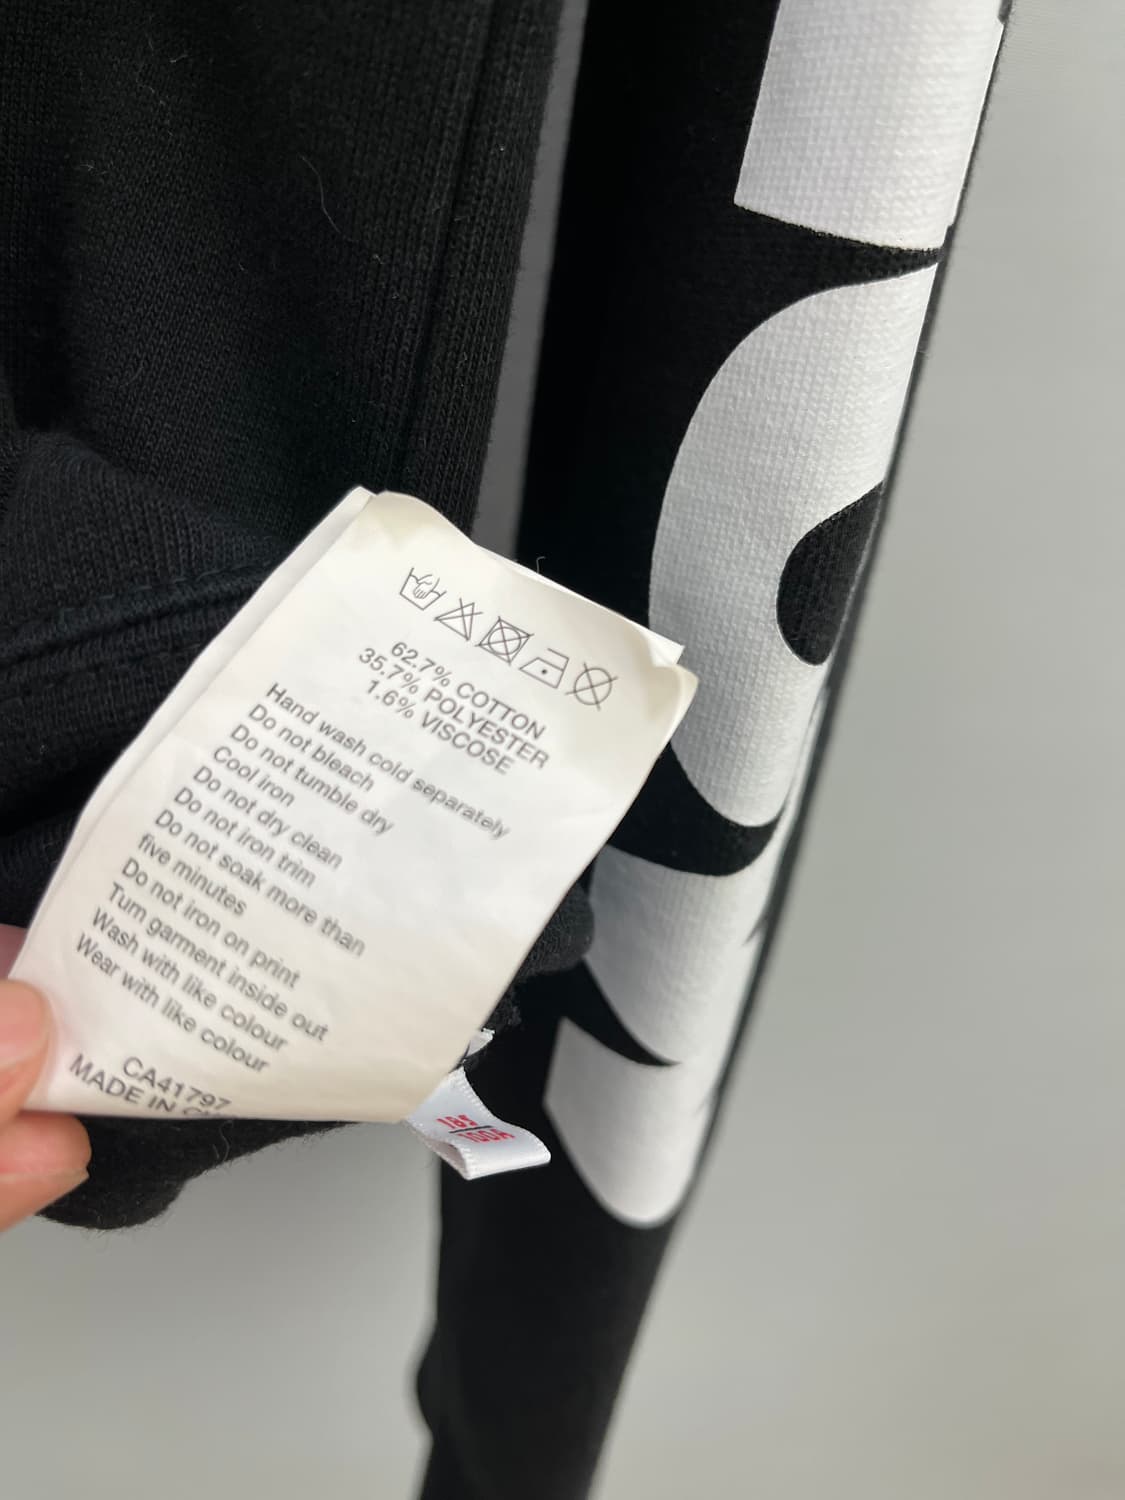 62.7% COTTON
35.7% POLYESTER
1.6% VISCOSE
Hand wash cold separately
Do not bleach
Do not tumble dry
Cool iron
Do not dry clean
Do not iron trim
Do not soak more than
five minutes
Do not iron on print
Turn garment inside out
Wash with like colour
Wear with like colour
CA41797
MADE IN